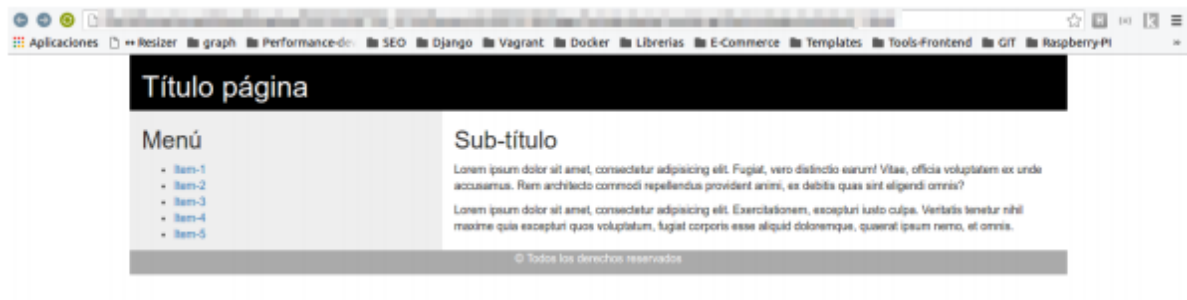 Aplicaciones ↔ Resizer graph Performance-de SEO Django Vagrant Docker Librerias E-Commerce Templates Tools-Frontend GIT Raspberry-PI »
Título página
Menú
Item-1
Item-2
Item-3
Item-4
Item-5
Sub-título
Lorem ipsum dolor sit amet, consectetur adipisicing elit. Fugiat, vero distinctio earum! Vitae, officia voluptatem ex unde
accusamus. Rem architecto commodi repellendus provident animi, ex debitis quas sint eligendi omnis?
Lorem ipsum dolor sit amet, consectetur adipisicing elit. Exercitationem, excepturi iusto culpa. Veritatis tenetur nihil
maxime quia excepturi quos voluptatum, fugiat corporis esse aliquid doloremque, quaerat ipsum nemo, et omnis.
© Todos los derechos reservados